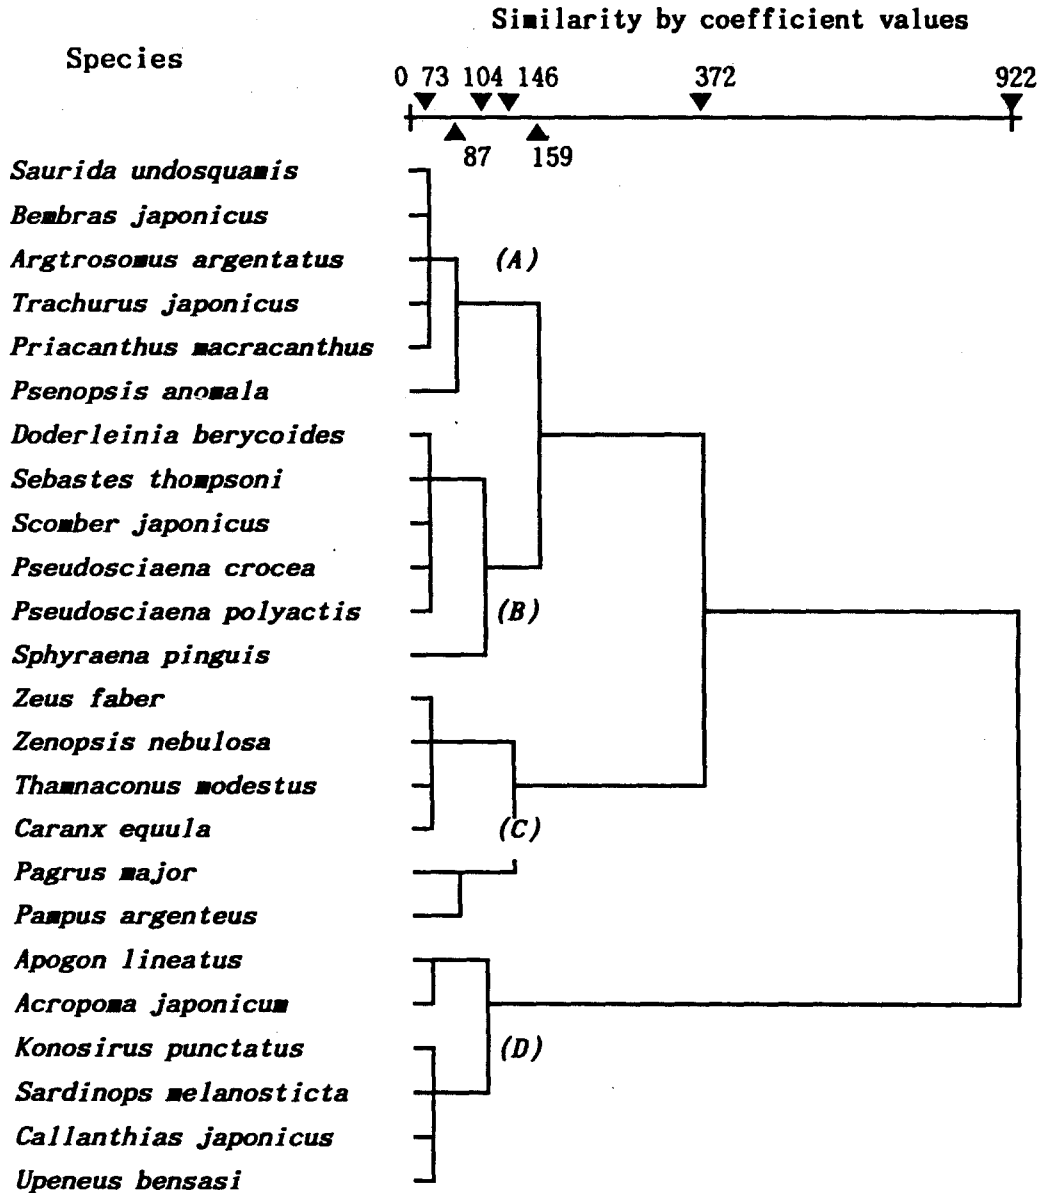 Similarity by coefficient values
Species
0 73 104 146 372 922
87 159
Saurida undosquamis
Bembras japonicus
Argtrosomus argentatus
(A)
Trachurus japonicus
Priacanthus macracanthus
Psenopsis anomala
Doderleinia berycoides
Sebastes thompsoni
Scomber japonicus
Pseudosciaena crocea
Pseudosciaena polyactis
(B)
Sphyraena pinguis
Zeus faber
Zenopsis nebulosa
Thamnaconus modestus
Caranx equula
(C)
Pagrus major
Pampus argenteus
Apogon lineatus
Acropoma japonicum
Konosirus punctatus
(D)
Sardinops melanosticta
Callanthias japonicus
Upeneus bensasi